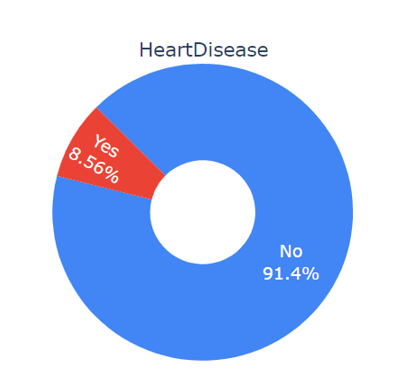 HeartDisease
Yes
8.56%
No
91.4%